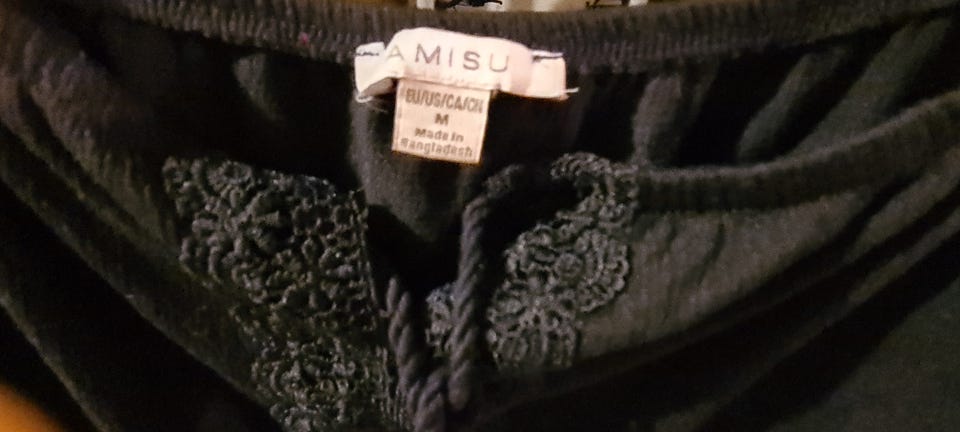 AMISU
EU/US/CA/CN
M
Made in
Bangladesh